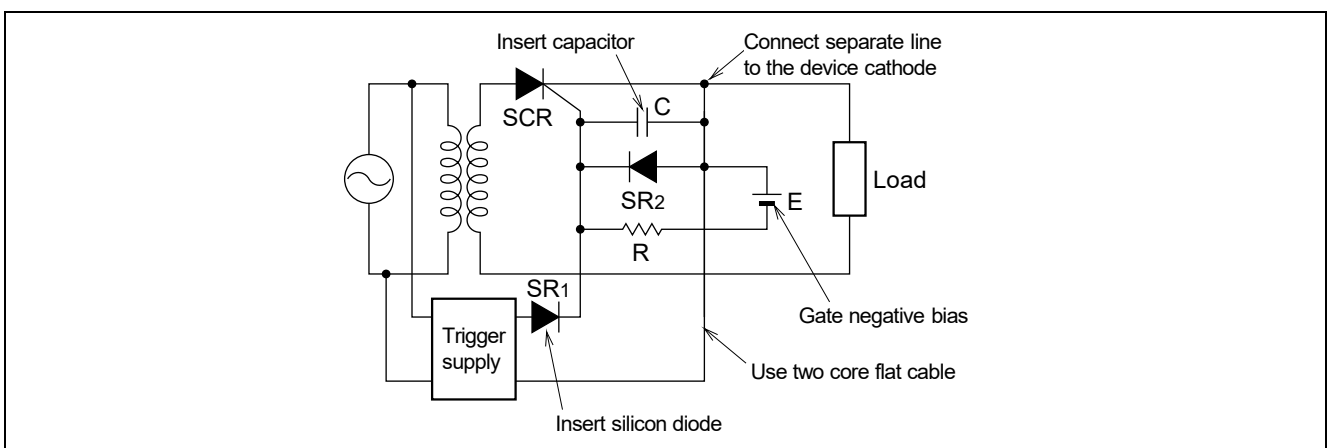 Insert capacitor
Connect separate line
to the device cathode
SCR
C
SR2
E
Load
R
SR1
Trigger
supply
Gate negative bias
Use two core flat cable
Insert silicon diode